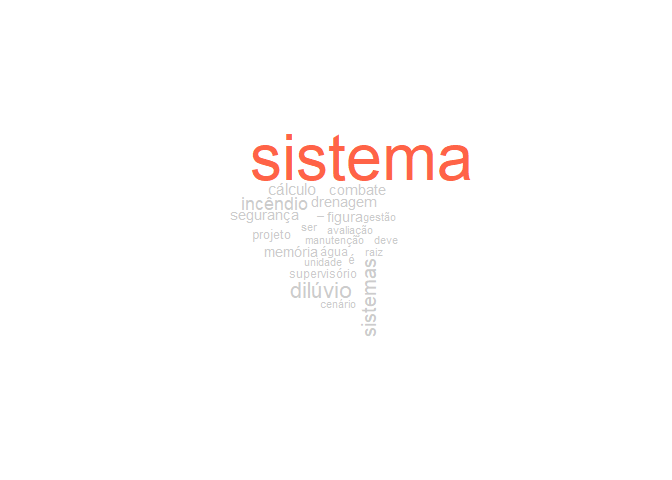 sistema
cálculo combate
incêndio drenagem
segurança – figura gestão
projeto ser avaliação
manutenção deve
memória água é raiz
unidade
supervisório
dilúvio sistemas
cenário